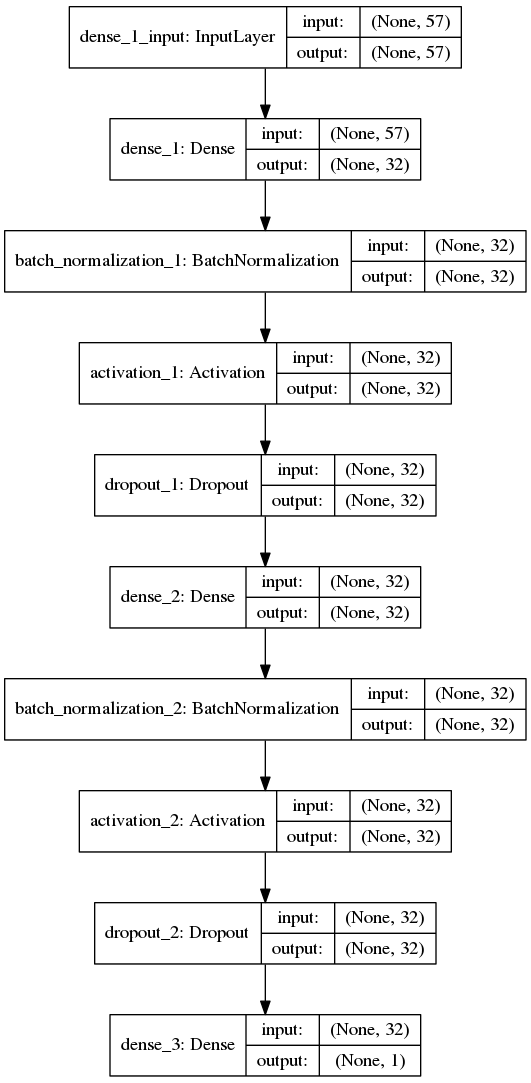 dense_1_input: InputLayer
input: (None, 57)
output: (None, 57)
dense_1: Dense
input: (None, 57)
output: (None, 32)
batch_normalization_1: BatchNormalization
input: (None, 32)
output: (None, 32)
activation_1: Activation
input: (None, 32)
output: (None, 32)
dropout_1: Dropout
input: (None, 32)
output: (None, 32)
dense_2: Dense
input: (None, 32)
output: (None, 32)
batch_normalization_2: BatchNormalization
input: (None, 32)
output: (None, 32)
activation_2: Activation
input: (None, 32)
output: (None, 32)
dropout_2: Dropout
input: (None, 32)
output: (None, 32)
dense_3: Dense
input: (None, 32)
output: (None, 1)